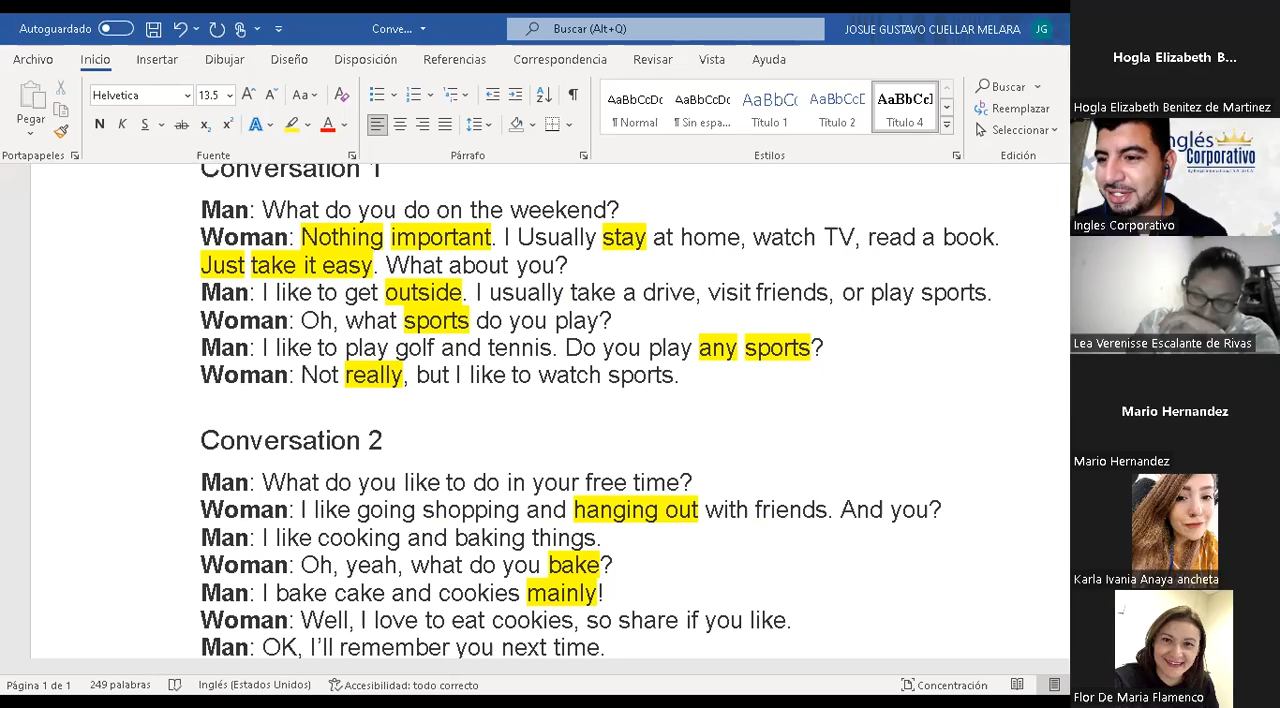 Autoguardado
Conve...
Buscar (Alt+Q)
JOSUE GUSTAVO CUELLAR MELARA
JG
Archivo
Inicio
Insertar
Dibujar
Diseño
Disposición
Referencias
Correspondencia
Revisar
Vista
Ayuda
Pegar
Helvetica
13.5
Aa
N K S ab x₂ x² A A
AaBbCcDc
AaBbCcDc
AaBbCc
AaBbCcD
AaBbCc
¶ Normal
¶ Sin espa...
Título 1
Título 2
Título 4
Buscar
Reemplazar
Seleccionar
Portapapeles
Fuente
Párrafo
Estilos
Edición
Conversation 1
Man: What do you do on the weekend?
Woman: Nothing important. I Usually stay at home, watch TV, read a book.
Just take it easy. What about you?
Man: I like to get outside. I usually take a drive, visit friends, or play sports.
Woman: Oh, what sports do you play?
Man: I like to play golf and tennis. Do you play any sports?
Woman: Not really, but I like to watch sports.
Conversation 2
Man: What do you like to do in your free time?
Woman: I like going shopping and hanging out with friends. And you?
Man: I like cooking and baking things.
Woman: Oh, yeah, what do you bake?
Man: I bake cake and cookies mainly!
Woman: Well, I love to eat cookies, so share if you like.
Man: OK, I'll remember you next time.
Página 1 de 1
249 palabras
Inglés (Estados Unidos)
Accesibilidad: todo correcto
Concentración
Hogla Elizabeth B...
Hogla Elizabeth Benitez de Martinez
Inglés
Corporativo
Ingles Corporativo
Lea Verenisse Escalante de Rivas
Mario Hernandez
Mario Hernandez
Karla Ivania Anaya ancheta
Flor De Maria Flamenco